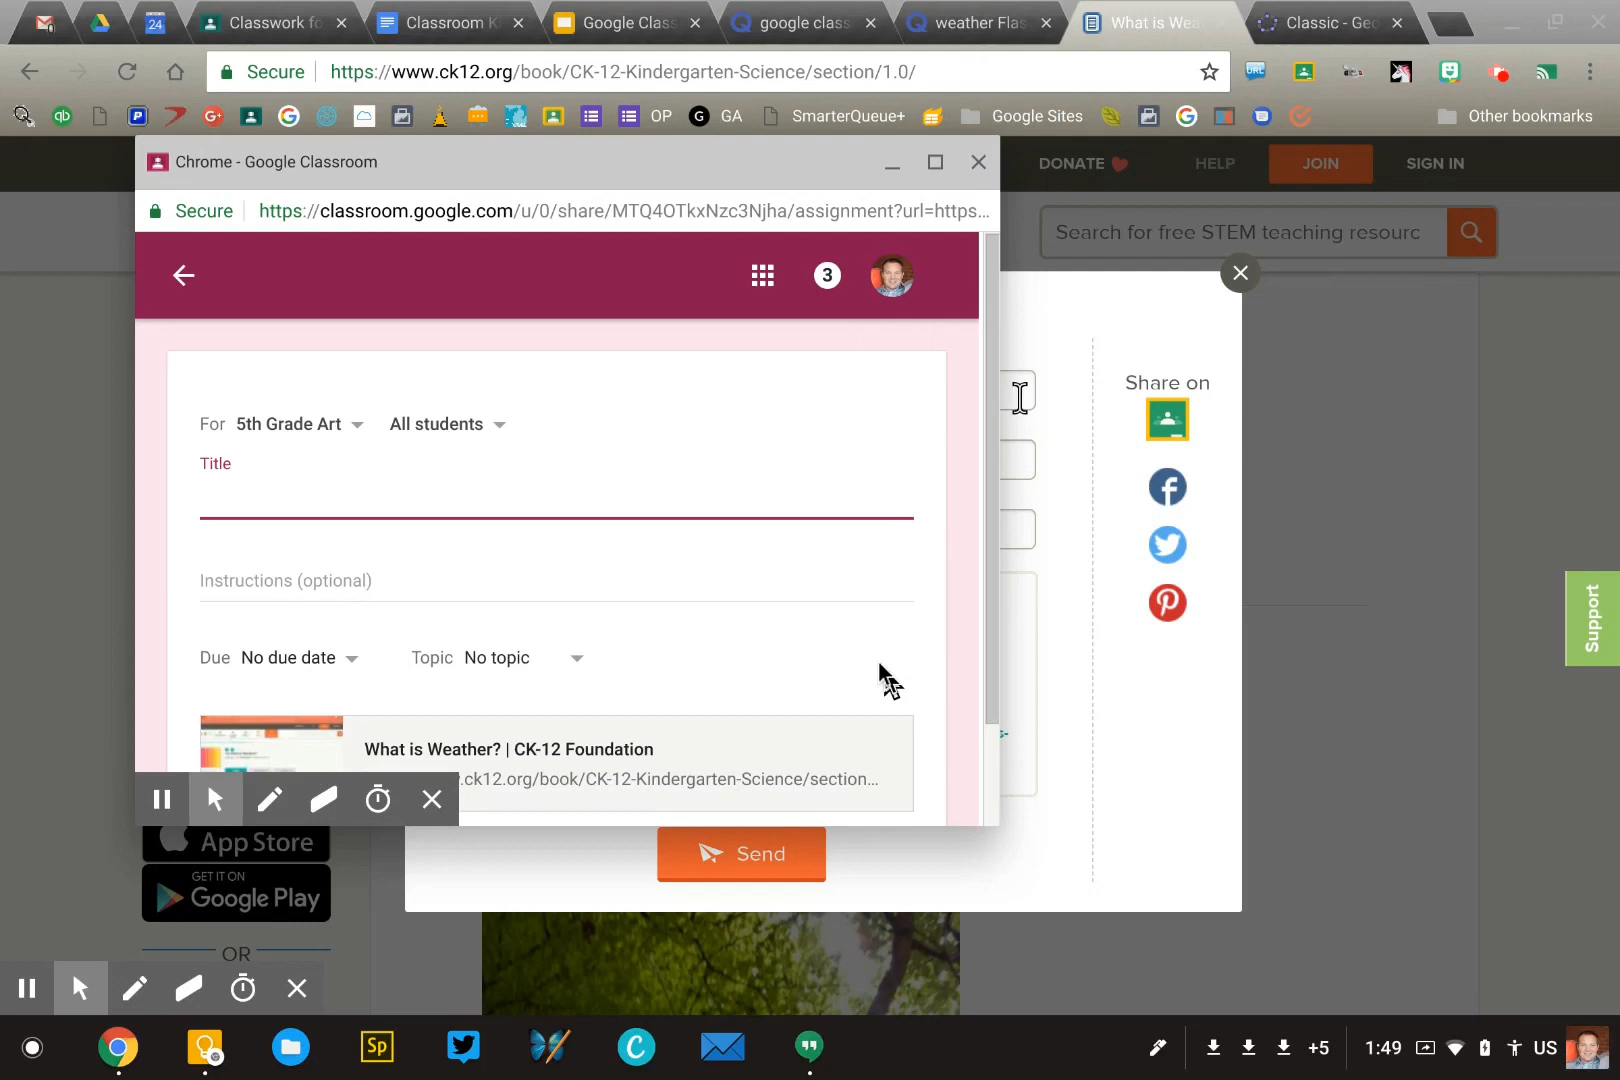 24
Classwork fo
Classroom K
Google Clas
google class
weather Flas
What is Wea
Classic - Geo
Secure
https://www.ck12.org/book/CK-12-Kindergarten-Science/section/1.0/
OP
GA
SmarterQueue+
Google Sites
Other bookmarks
Chrome - Google Classroom
DONATE
HELP
JOIN
SIGN IN
Secure
https://classroom.google.com/u/0/share/MTQ4OTkxNzc3Njha/assignment?url=https...
Search for free STEM teaching resourc
3
For 5th Grade Art
All students
Title
Share on
Instructions (optional)
Due No due date
Topic No topic
Support
What is Weather? | CK-12 Foundation
.ck12.org/book/CK-12-Kindergarten-Science/section...
App Store
GET IT ON
Google Play
Send
OR
Sp
+5
1:49
US